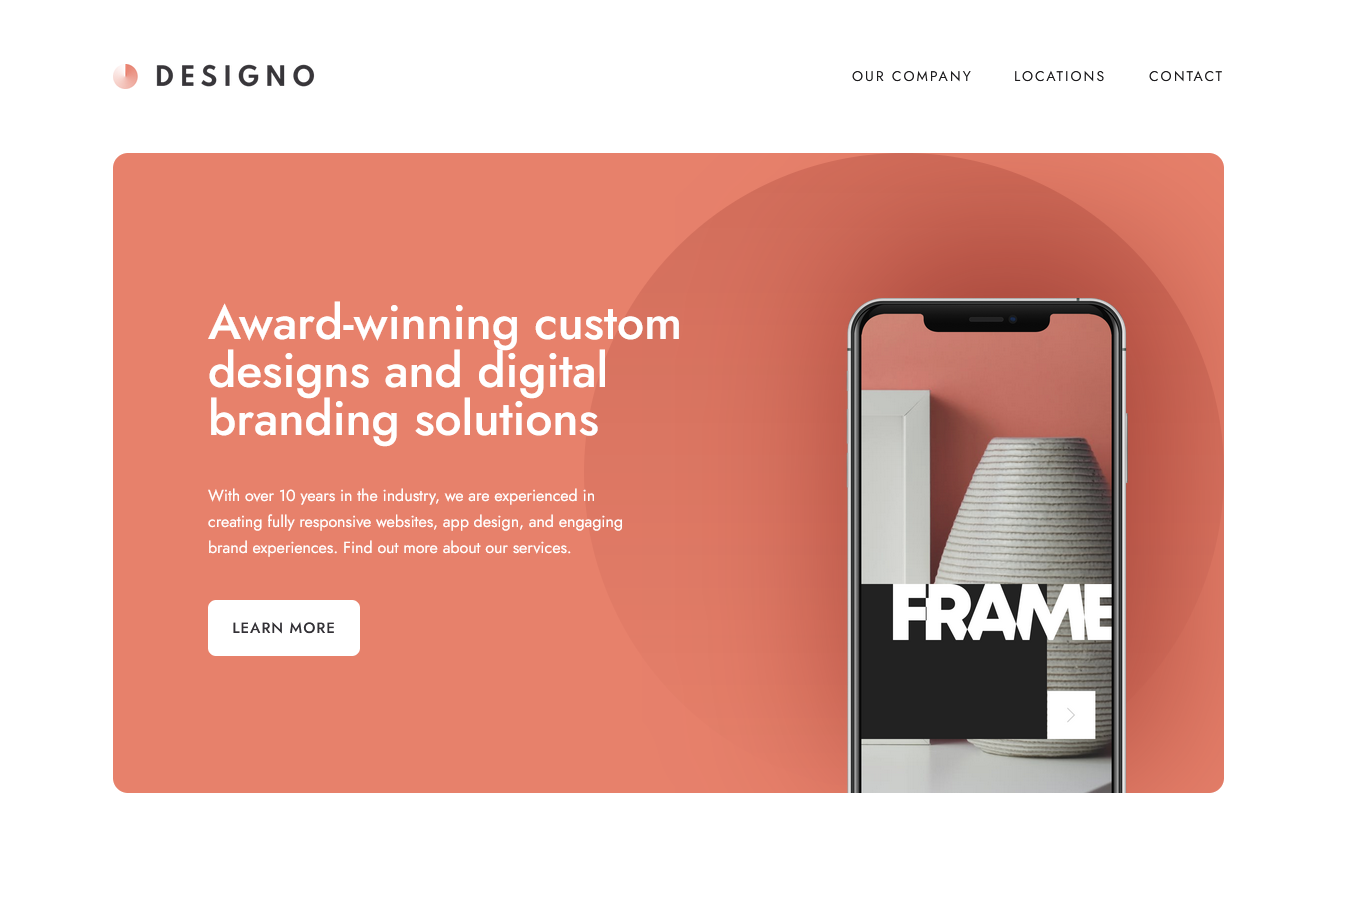 DESIGNO
OUR COMPANY
LOCATIONS
CONTACT
Award-winning custom
designs and digital
branding solutions
With over 10 years in the industry, we are experienced in
creating fully responsive websites, app design, and engaging
brand experiences. Find out more about our services.
LEARN MORE
FRAME